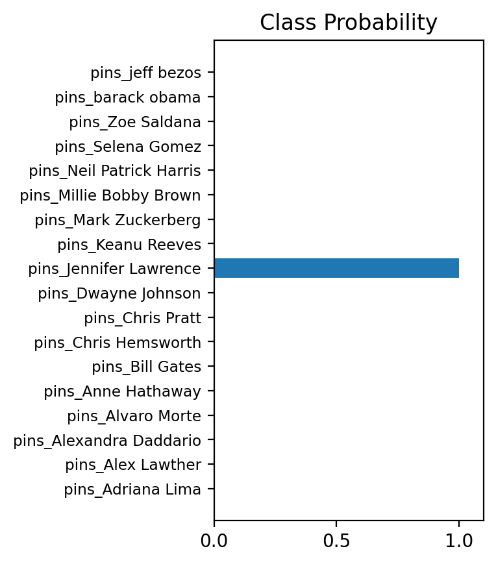 Class Probability
pins_jeff bezos
pins_barack obama
pins_Zoe Saldana
pins_Selena Gomez
pins_Neil Patrick Harris
pins_Millie Bobby Brown
pins_Mark Zuckerberg
pins_Keanu Reeves
pins_Jennifer Lawrence
pins_Dwayne Johnson
pins_Chris Pratt
pins_Chris Hemsworth
pins_Bill Gates
pins_Anne Hathaway
pins_Alvaro Morte
pins_Alexandra Daddario
pins_Alex Lawther
pins_Adriana Lima
0.0 0.5 1.0